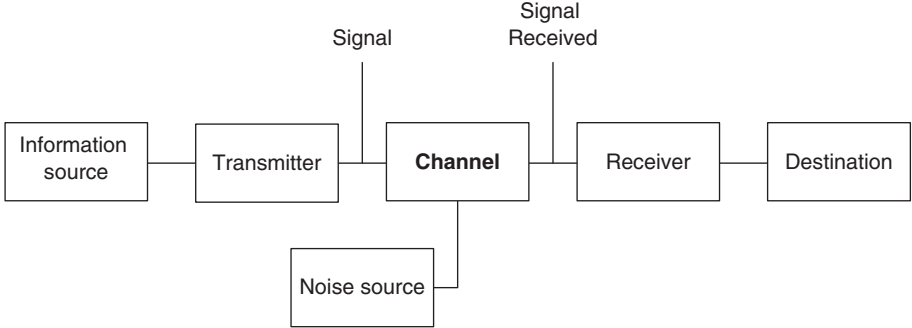 Signal
Signal
Received
Information
source
Transmitter
Channel
Receiver
Destination
Noise source